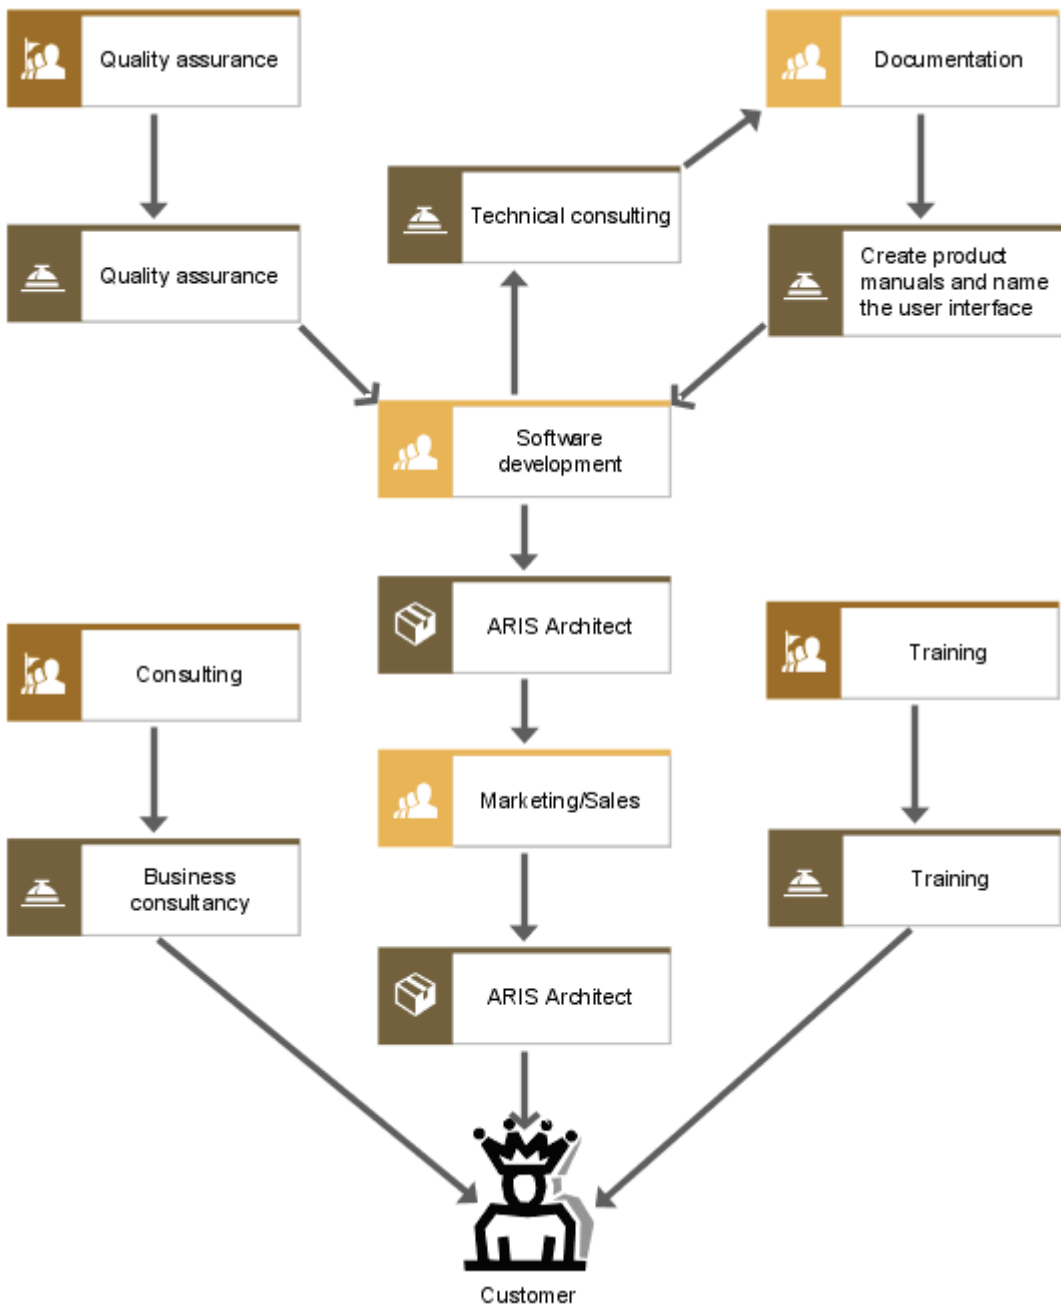 Quality assurance
Documentation
Technical consulting
Quality assurance
Create product
manuals and name
the user interface
Software
development
ARIS Architect
Consulting
Training
Marketing/Sales
Business
consultancy
Training
ARIS Architect
Customer